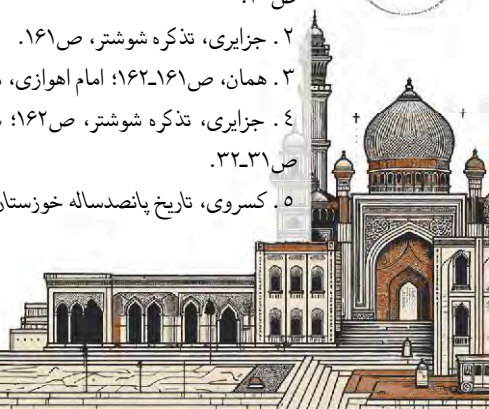 ۲. جزایری، تذکره شوشتر، ص۱۶۱.
۳. همان، ص۱۶۱ـ۱۶۲؛ امام اهوازی،
٤. جزایری، تذکره شوشتر، ص۱۶۲؛
ص۳۱ـ۳۲.
٥. کسروی، تاریخ پانصدساله خوزستان